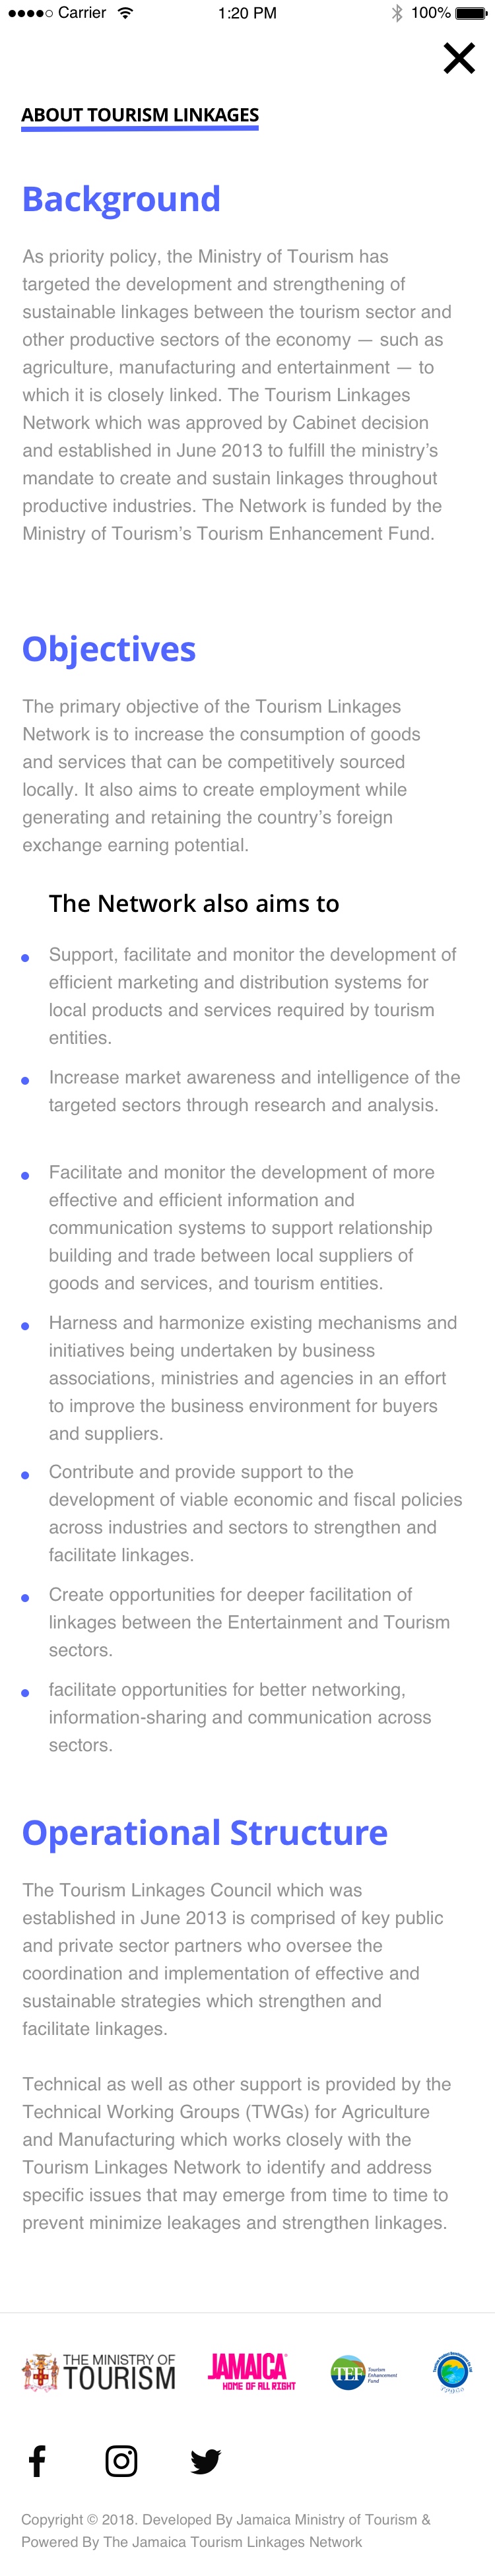 Carrier 1:20 PM 100%
ABOUT TOURISM LINKAGES
Background
As priority policy, the Ministry of Tourism has
targeted the development and strengthening of
sustainable linkages between the tourism sector and
other productive sectors of the economy — such as
agriculture, manufacturing and entertainment — to
which it is closely linked. The Tourism Linkages
Network which was approved by Cabinet decision
and established in June 2013 to fulfill the ministry’s
mandate to create and sustain linkages throughout
productive industries. The Network is funded by the
Ministry of Tourism’s Tourism Enhancement Fund.
Objectives
The primary objective of the Tourism Linkages
Network is to increase the consumption of goods
and services that can be competitively sourced
locally. It also aims to create employment while
generating and retaining the country’s foreign
exchange earning potential.
The Network also aims to
Support, facilitate and monitor the development of
efficient marketing and distribution systems for
local products and services required by tourism
entities.
Increase market awareness and intelligence of the
targeted sectors through research and analysis.
Facilitate and monitor the development of more
effective and efficient information and
communication systems to support relationship
building and trade between local suppliers of
goods and services, and tourism entities.
Harness and harmonize existing mechanisms and
initiatives being undertaken by business
associations, ministries and agencies in an effort
to improve the business environment for buyers
and suppliers.
Contribute and provide support to the
development of viable economic and fiscal policies
across industries and sectors to strengthen and
facilitate linkages.
Create opportunities for deeper facilitation of
linkages between the Entertainment and Tourism
sectors.
facilitate opportunities for better networking,
information-sharing and communication across
sectors.
Operational Structure
The Tourism Linkages Council which was
established in June 2013 is comprised of key public
and private sector partners who oversee the
coordination and implementation of effective and
sustainable strategies which strengthen and
facilitate linkages.
Technical as well as other support is provided by the
Technical Working Groups (TWGs) for Agriculture
and Manufacturing which works closely with the
Tourism Linkages Network to identify and address
specific issues that may emerge from time to time to
prevent minimize leakages and strengthen linkages.
THE MINISTRY OF
TOURISM
JAMAICA
HOME OF ALL RIGHT
TEF
Tourism
Enhancement
Fund
Copyright © 2018. Developed By Jamaica Ministry of Tourism &
Powered By The Jamaica Tourism Linkages Network